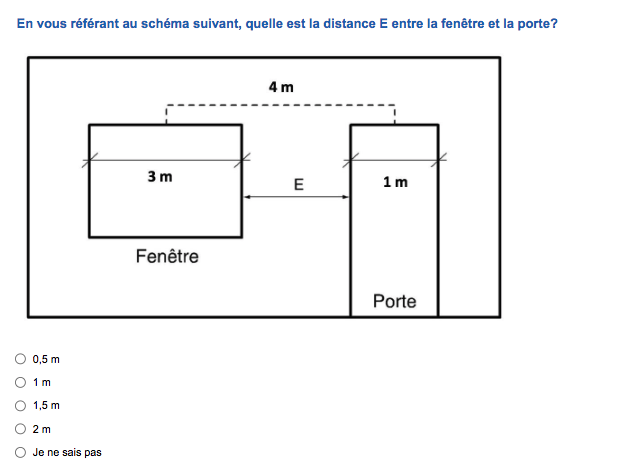 En vous référant au schéma suivant, quelle est la distance E entre la fenêtre et la porte?
4 m
3 m
E
1 m
Fenêtre
Porte
0,5 m
1 m
1,5 m
2 m
Je ne sais pas